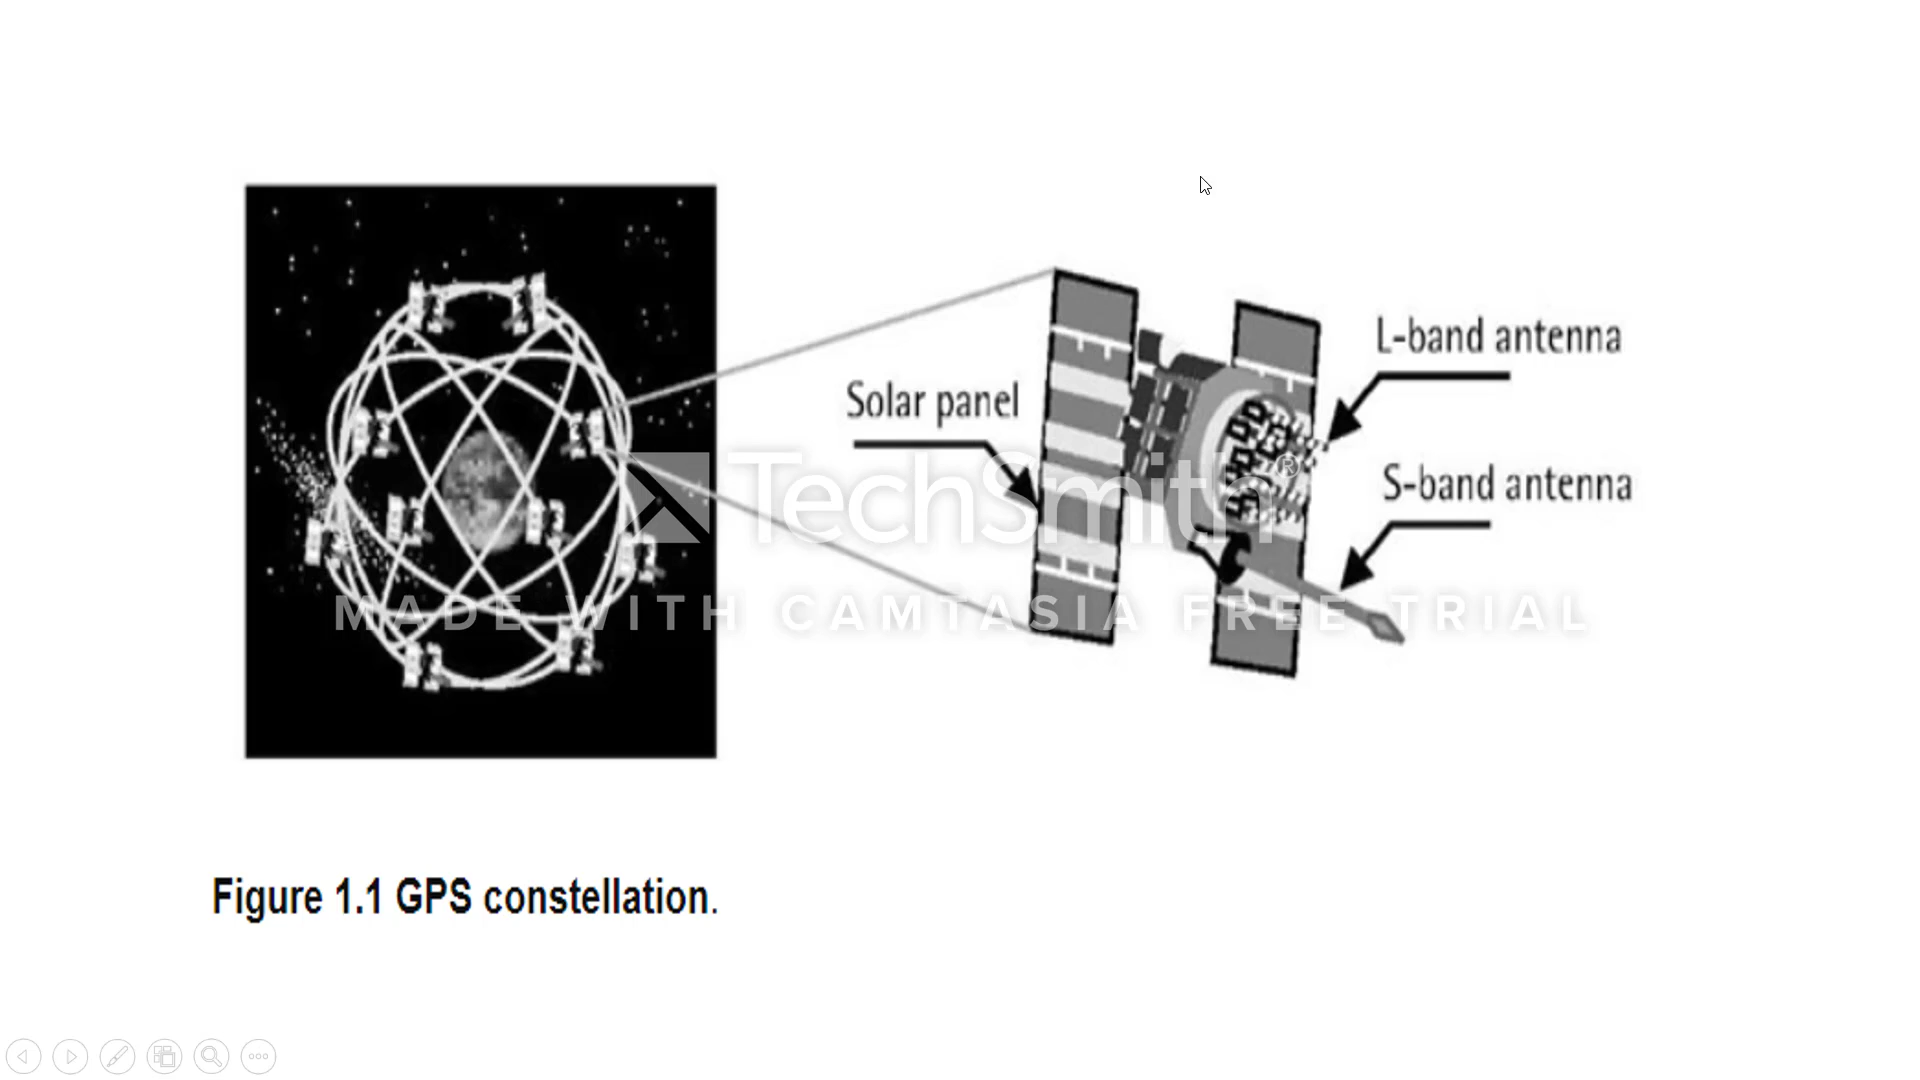 L-band antenna
Solar panel
S-band antenna
TechSmith®
MADE WITH CAMTASIA FREE TRIAL
Figure 1.1 GPS constellation.